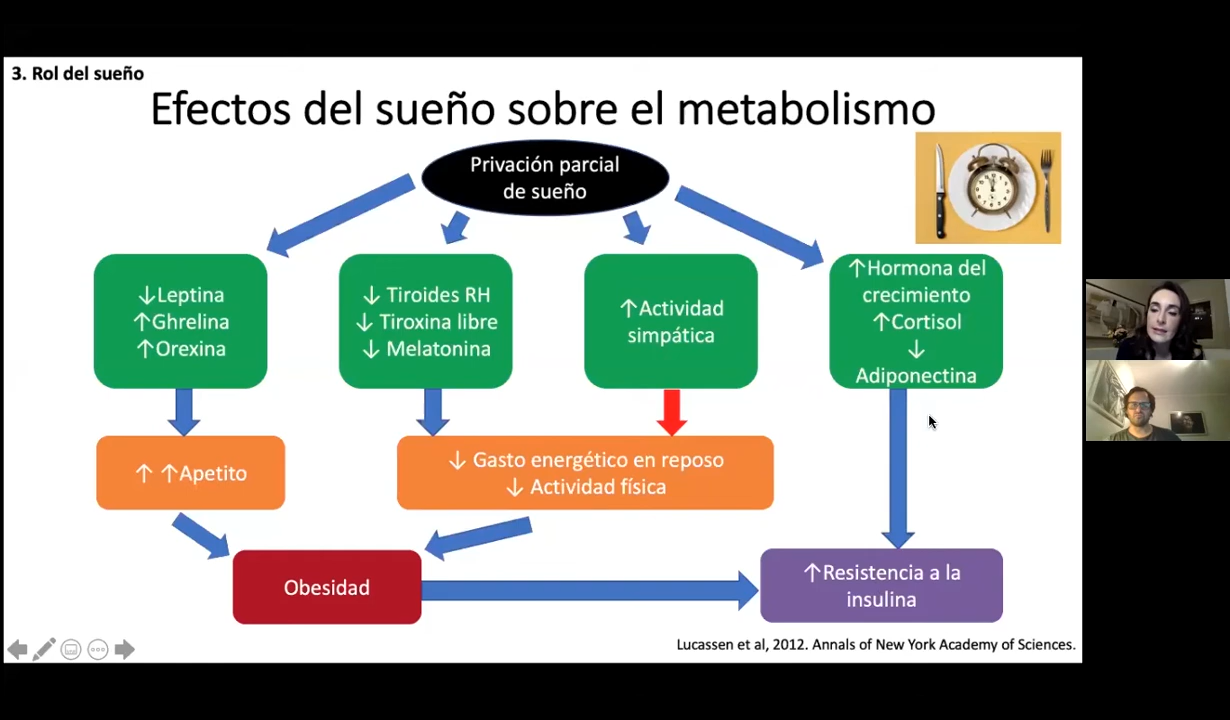 3. Rol del sueño
Efectos del sueño sobre el metabolismo
Privación parcial
de sueño
↓Leptina
↑Ghrelina
↑Orexina
↓ Tiroides RH
↓ Tiroxina libre
↓ Melatonina
↑Actividad
simpática
↑Hormona del
crecimiento
↑Cortisol
↓
Adiponectina
↑ ↑Apetito
↓ Gasto energético en reposo
↓ Actividad física
Obesidad
↑Resistencia a la
insulina
Lucassen et al, 2012. Annals of New York Academy of Sciences.